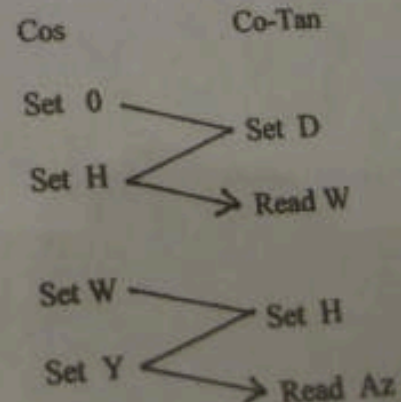 Cos Co-Tan
Set 0
Set D
Set H
Read W
Set W
Set H
Set Y
Read Az